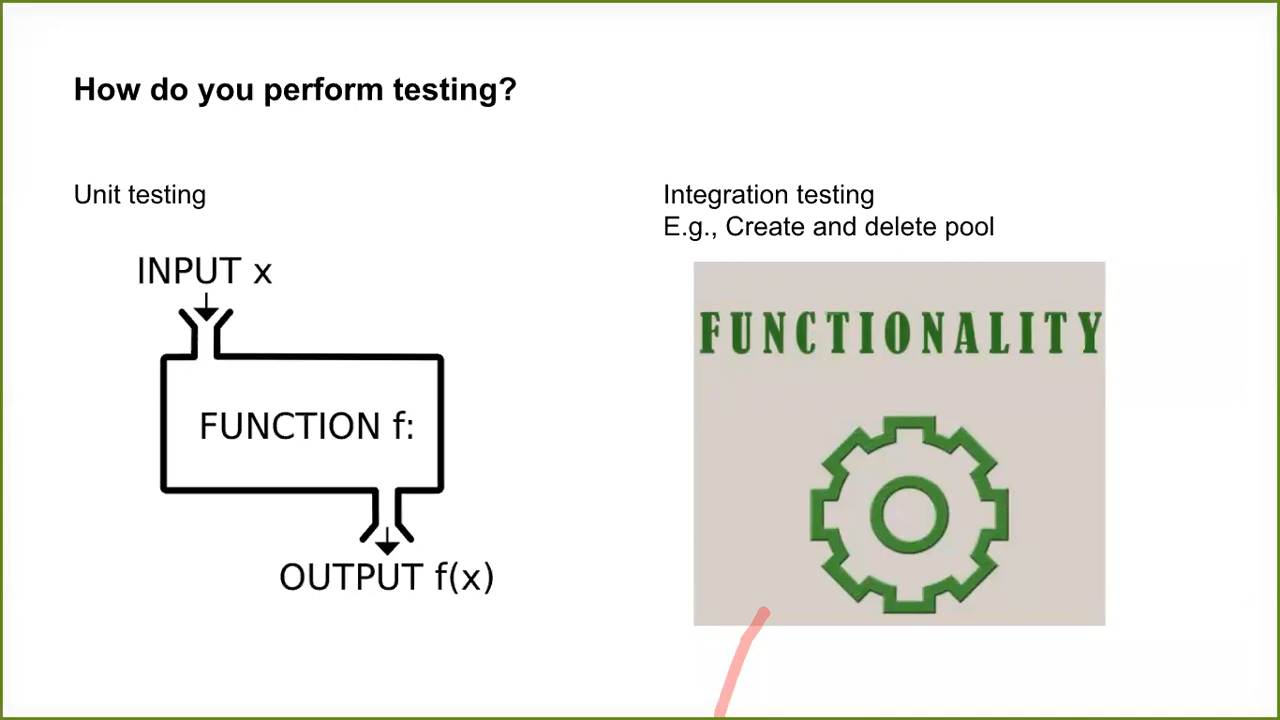 How do you perform testing?
Unit testing
INPUT x
FUNCTION f:
OUTPUT f(x)
Integration testing
E.g., Create and delete pool
FUNCTIONALITY